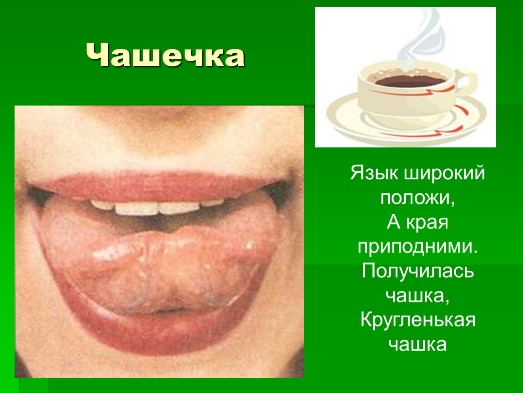 Чашечка
Язык широкий
положи,
А края
приподними.
Получилась
чашка,
Кругленькая
чашка